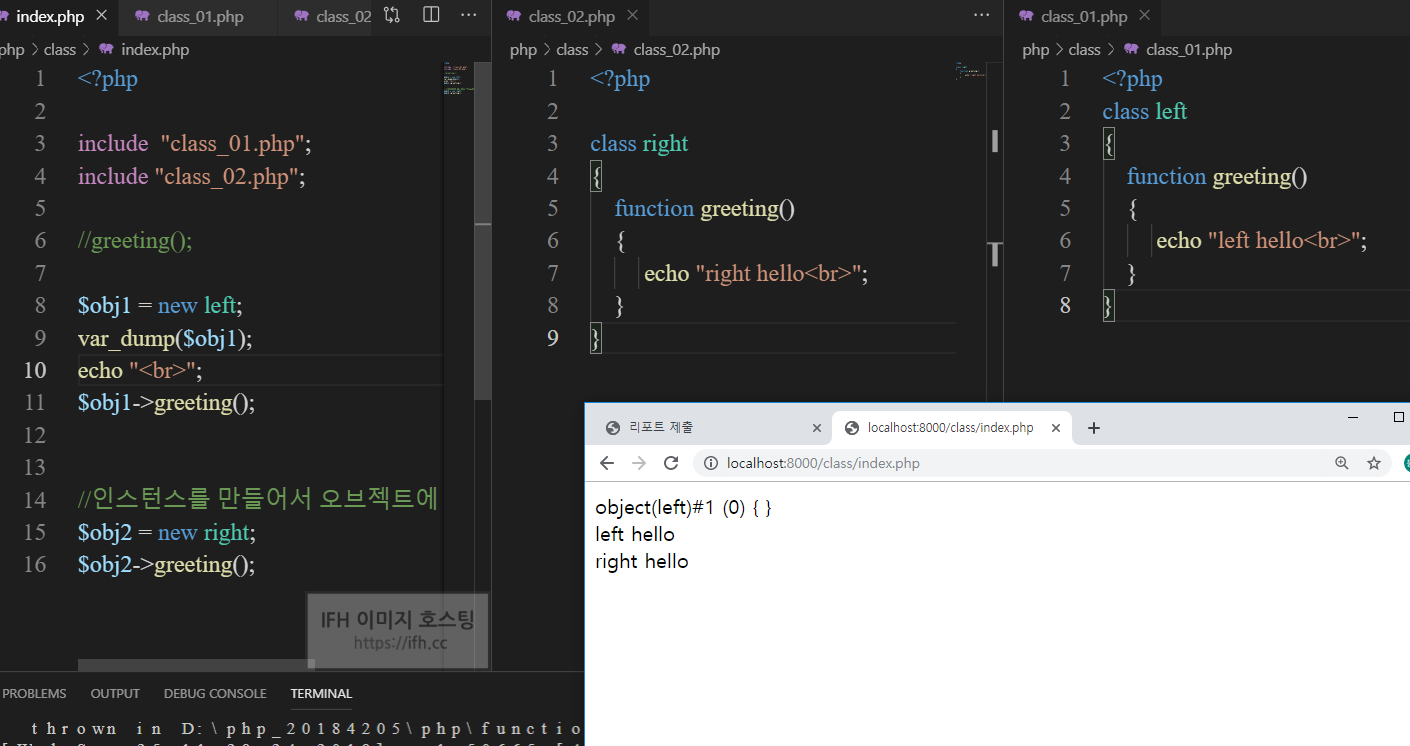 index.php class_01.php class_02
php > class > index.php
1 <?php
2
3 include "class_01.php";
4 include "class_02.php";
5
6 //greeting();
7
8 $obj1 = new left;
9 var_dump($obj1);
10 echo "<br>";
11 $obj1->greeting();
12
13
14 //인스턴스를 만들어서 오브젝트에
15 $obj2 = new right;
16 $obj2->greeting();
IFH 이미지 호스팅
https://ifh.cc
class_02.php
php > class > class_02.php
1 <?php
2
3 class right
4 {
5 function greeting()
6 {
7 echo "right hello<br>";
8 }
9 }
class_01.php
php > class > class_01.php
1 <?php
2 class left
3 {
4 function greeting()
5 {
6 echo "left hello<br>";
7 }
8 }
리포트 제출 localhost:8000/class/index.php
localhost:8000/class/index.php
object(left)#1 (0) { }
left hello
right hello
PROBLEMS OUTPUT DEBUG CONSOLE TERMINAL
thrown in D:\php_20184205\php\functio